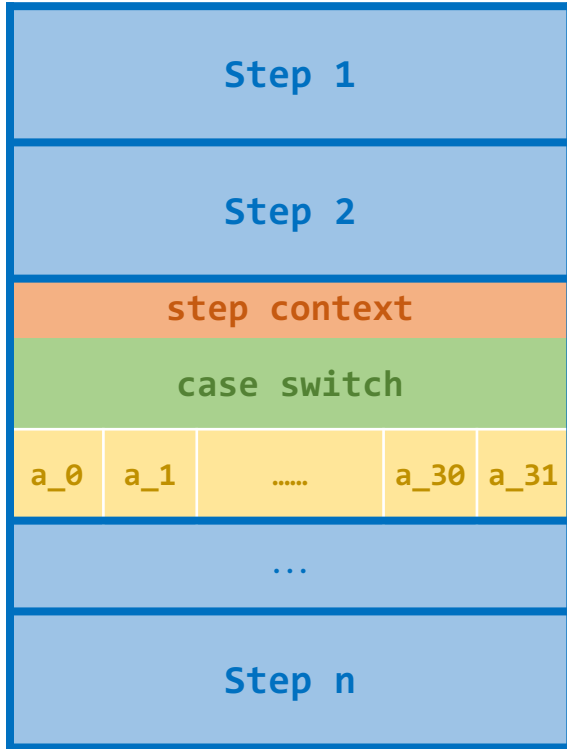 Step 1
Step 2
step context
case switch
a_0 a_1 …… a_30 a_31
...
Step n